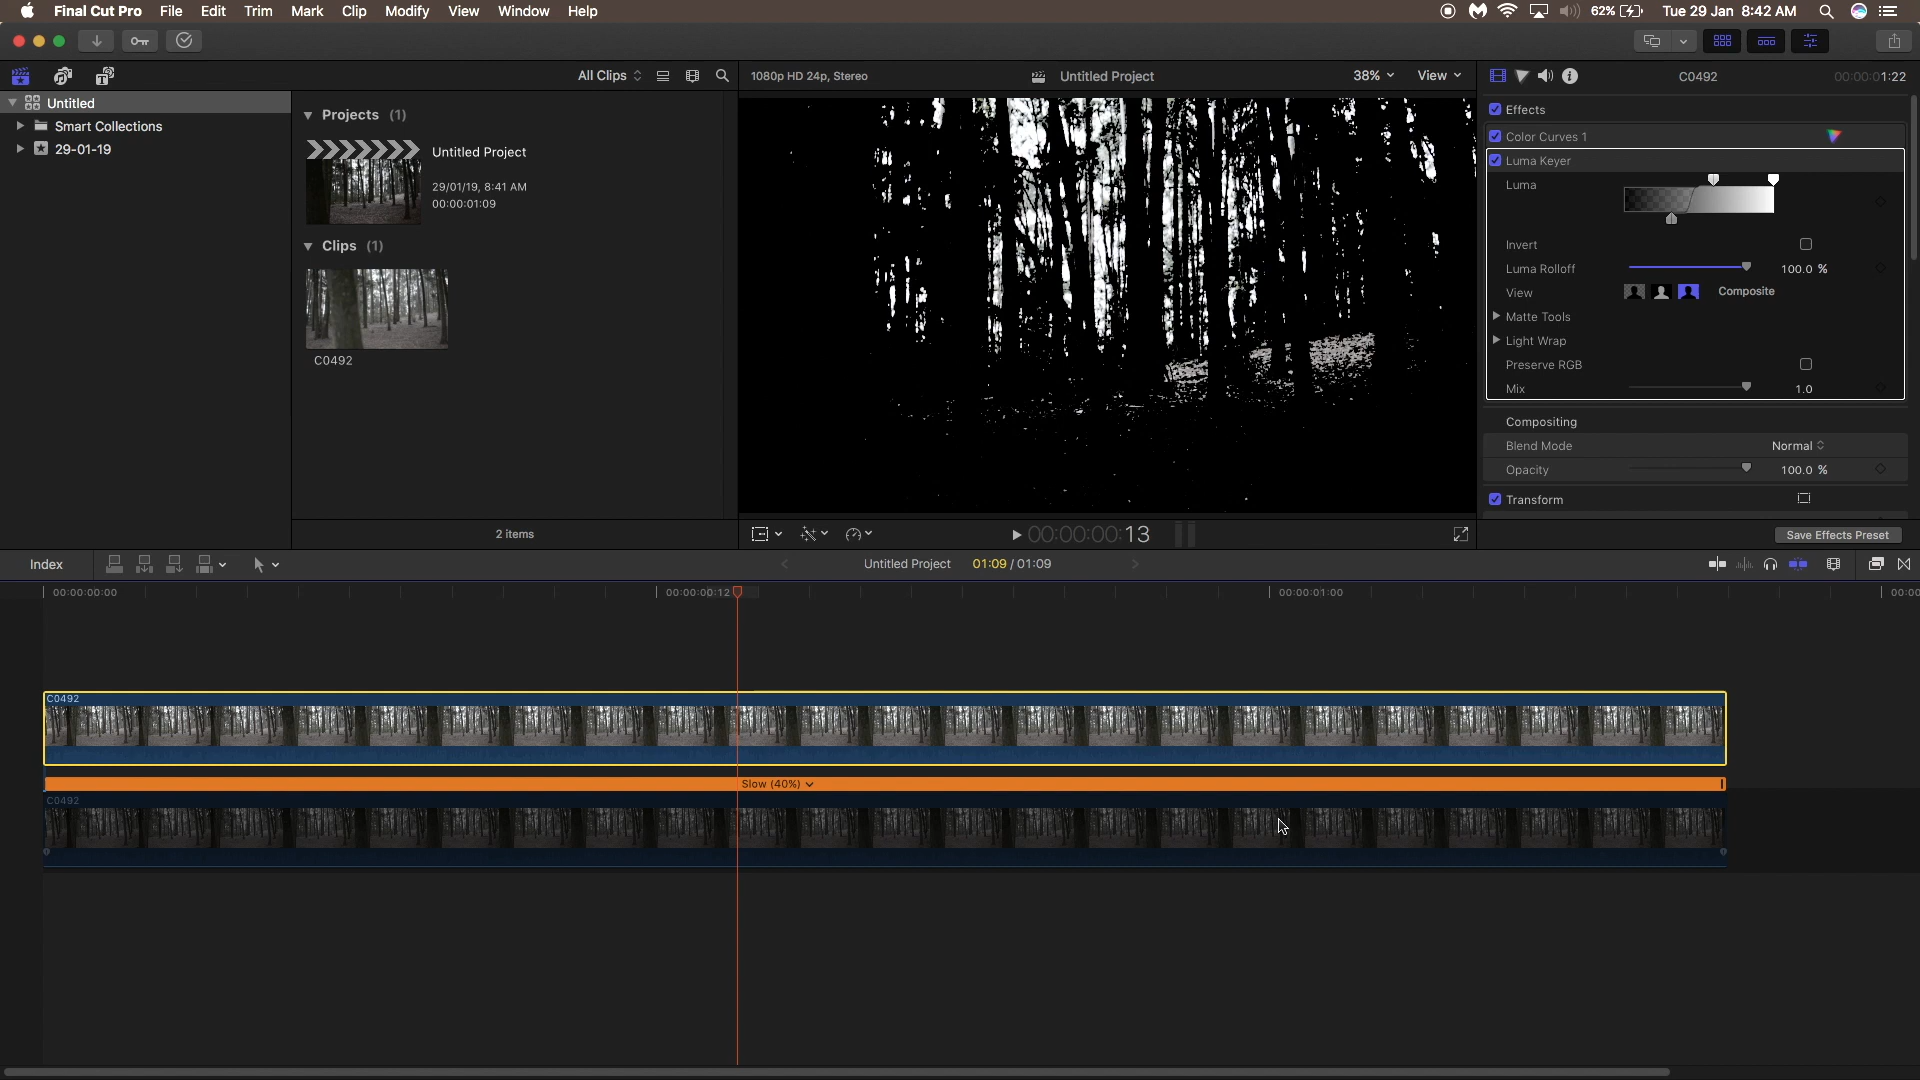 Final Cut Pro File Edit Trim Mark Clip Modify View Window Help 62% Tue 29 Jan 8:42 AM
All Clips 1080p HD 24p, Stereo Untitled Project 38% View C0492 00:00:01:22
Untitled
Smart Collections
29-01-19
Projects (1)
Untitled Project
29/01/19, 8:41 AM
00:00:01:09
Clips (1)
C0492
2 items
00:00:00:00:13
Effects
Color Curves 1
Luma Keyer
Luma
Invert
Luma Rolloff 100.0 %
View Composite
Matte Tools
Light Wrap
Preserve RGB
Mix 1.0
Compositing
Blend Mode Normal
Opacity 100.0 %
Transform
Save Effects Preset
Index Untitled Project 01:09 / 01:09
00:00:00:00 00:00:00:12 00:00:01:00 00:00
C0492
Slow (40%)
C0492